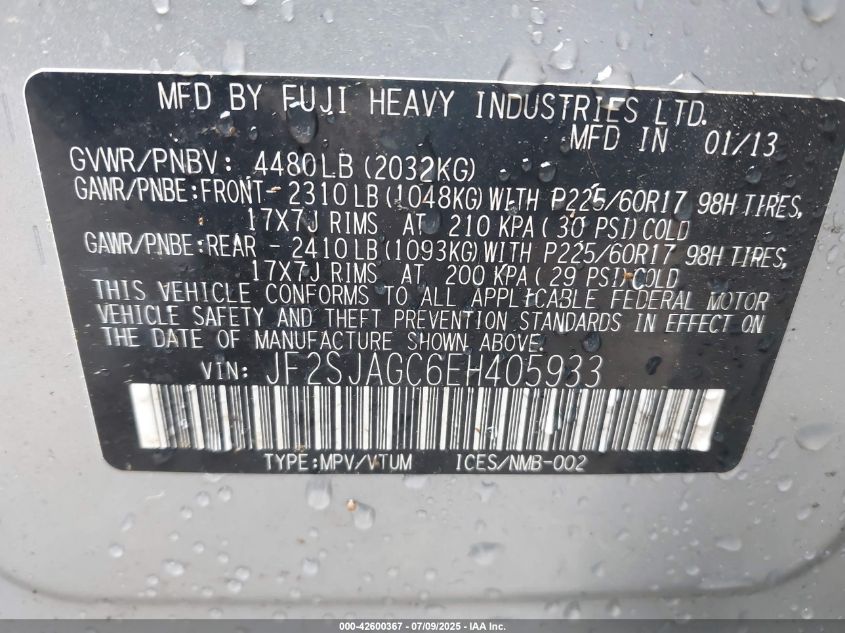 MFD BY FUJI HEAVY INDUSTRIES LTD.
MFD IN 01/13
GVWR/PNBV: 4480LB(2032KG)
GAWR/PNBE:FRONT-2310LB(1048KG)WITH P225/60R17 98H TIRES,
17X7J RIMS AT 210 KPA(30 PSI)COLD
GAWR/PNBE:REAR -2410LB(1093KG)WITH P225/60R17 98H TIRES,
17X7J RIMS AT 200 KPA(29 PSI)COLD
THIS VEHICLE CONFORMS TO ALL APPLICABLE FEDERAL MOTOR
VEHICLE SAFETY AND THEFT PREVENTION STANDARDS IN EFFECT ON
THE DATE OF MANUFACTURE SHOWN ABOVE.
VIN: JF2SJAGC6EH405933
TYPE:MPV/VTUM ICES/NMB-002
000-42600367 - 07/09/2025 - IAA Inc.